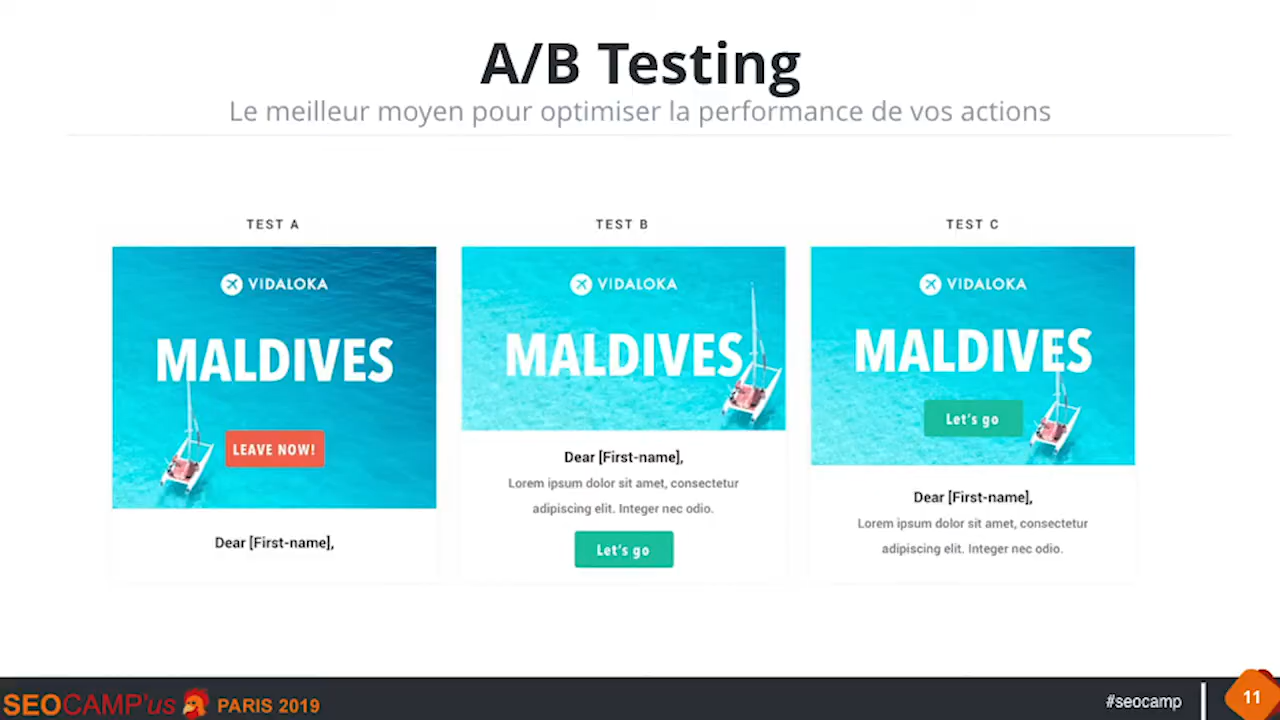 A/B Testing
Le meilleur moyen pour optimiser la performance de vos actions
TEST A
VIDALOKA
MALDIVES
LEAVE NOW!
Dear [First-name],
TEST B
VIDALOKA
MALDIVES
Dear [First-name],
Lorem ipsum dolor sit amet, consectetur
adipiscing elit. Integer nec odio.
Let's go
TEST C
VIDALOKA
MALDIVES
Let's go
Dear [First-name],
Lorem ipsum dolor sit amet, consectetur
adipiscing elit. Integer nec odio.
SEOCAMP'us PARIS 2019
#seocamp
11